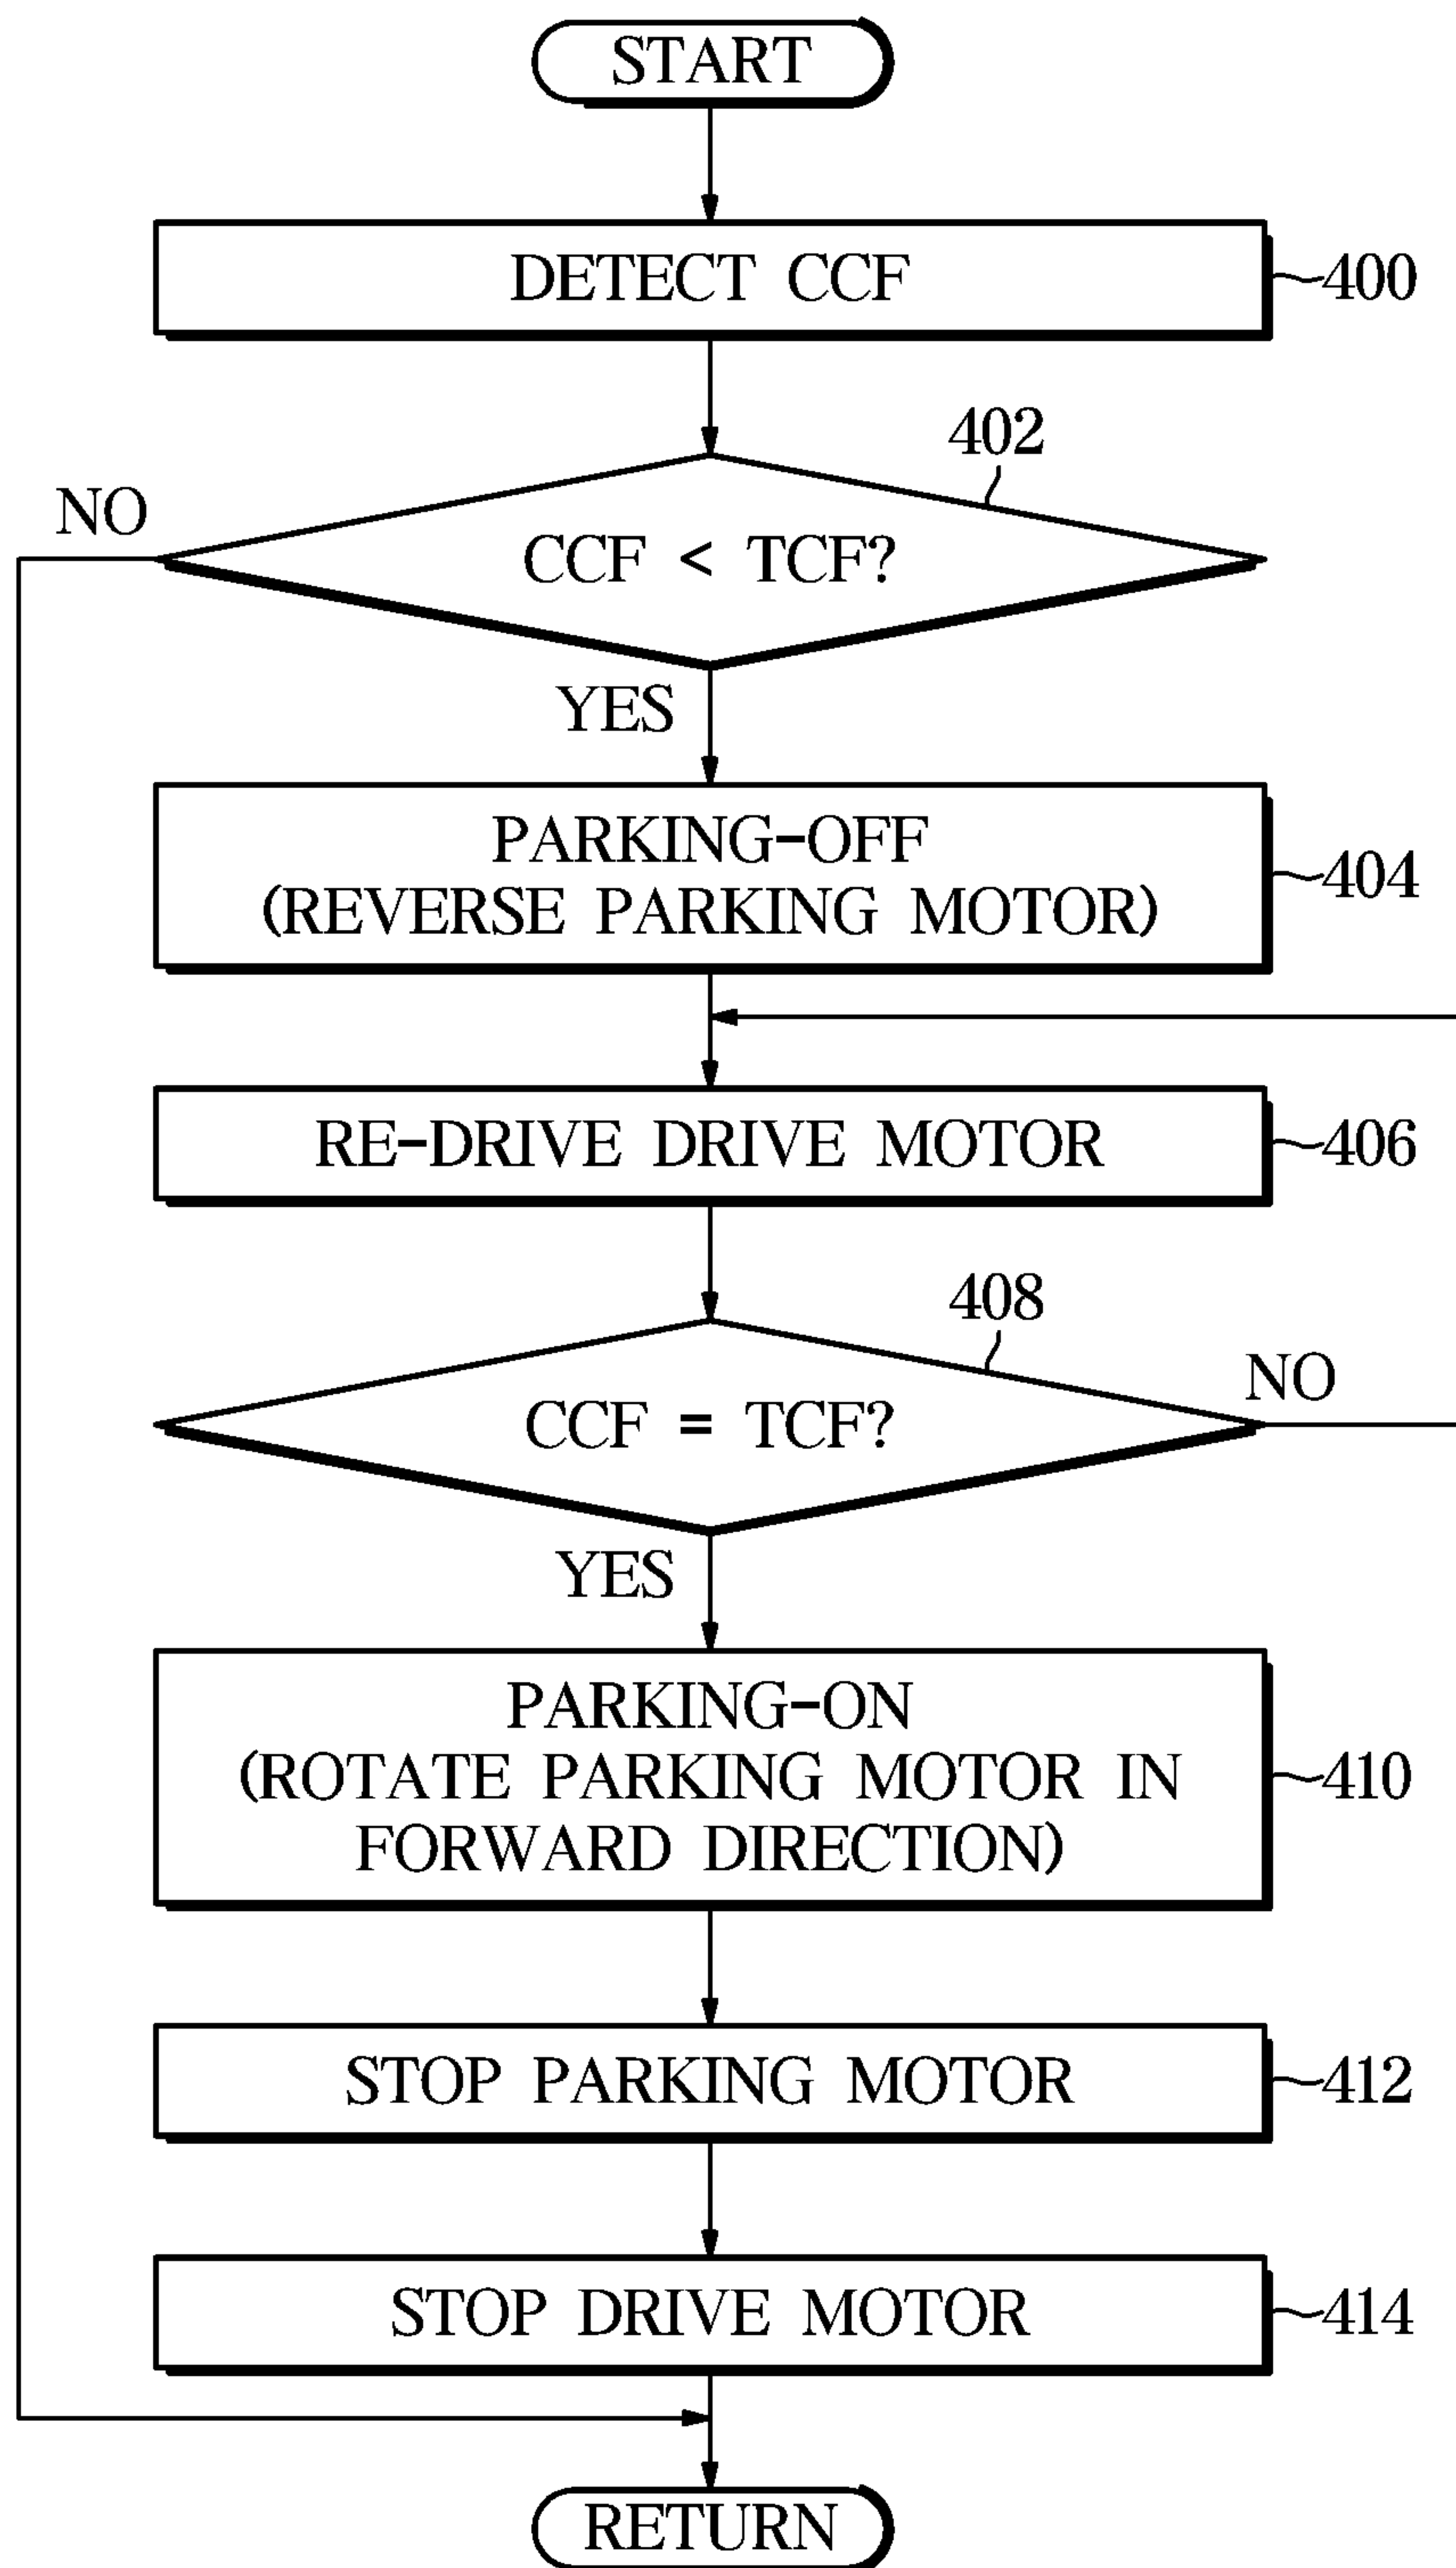 START
DETECT CCF
400
402
NO
CCF < TCF?
YES
PARKING-OFF
(REVERSE PARKING MOTOR)
404
RE-DRIVE DRIVE MOTOR
406
408
NO
CCF = TCF?
YES
PARKING-ON
(ROTATE PARKING MOTOR IN
FORWARD DIRECTION)
410
STOP PARKING MOTOR
412
STOP DRIVE MOTOR
414
RETURN